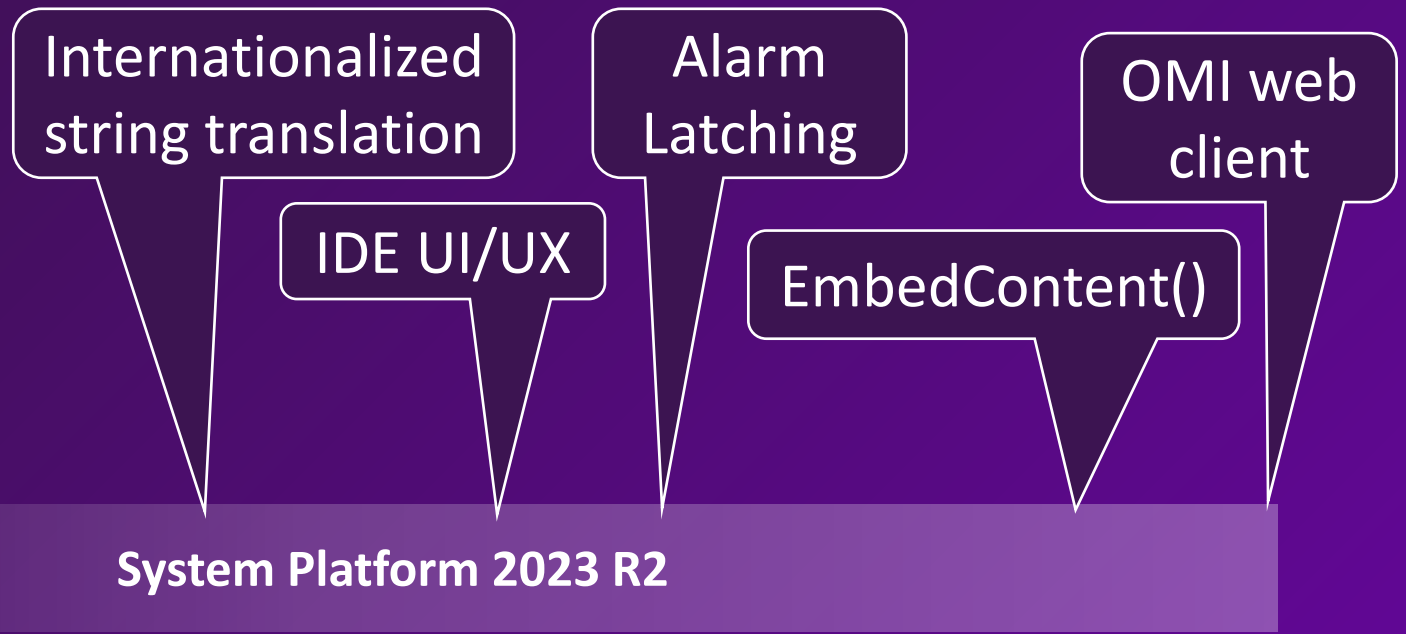 Internationalized
string translation
Alarm
Latching
OMI web
client
IDE UI/UX
EmbedContent()
System Platform 2023 R2